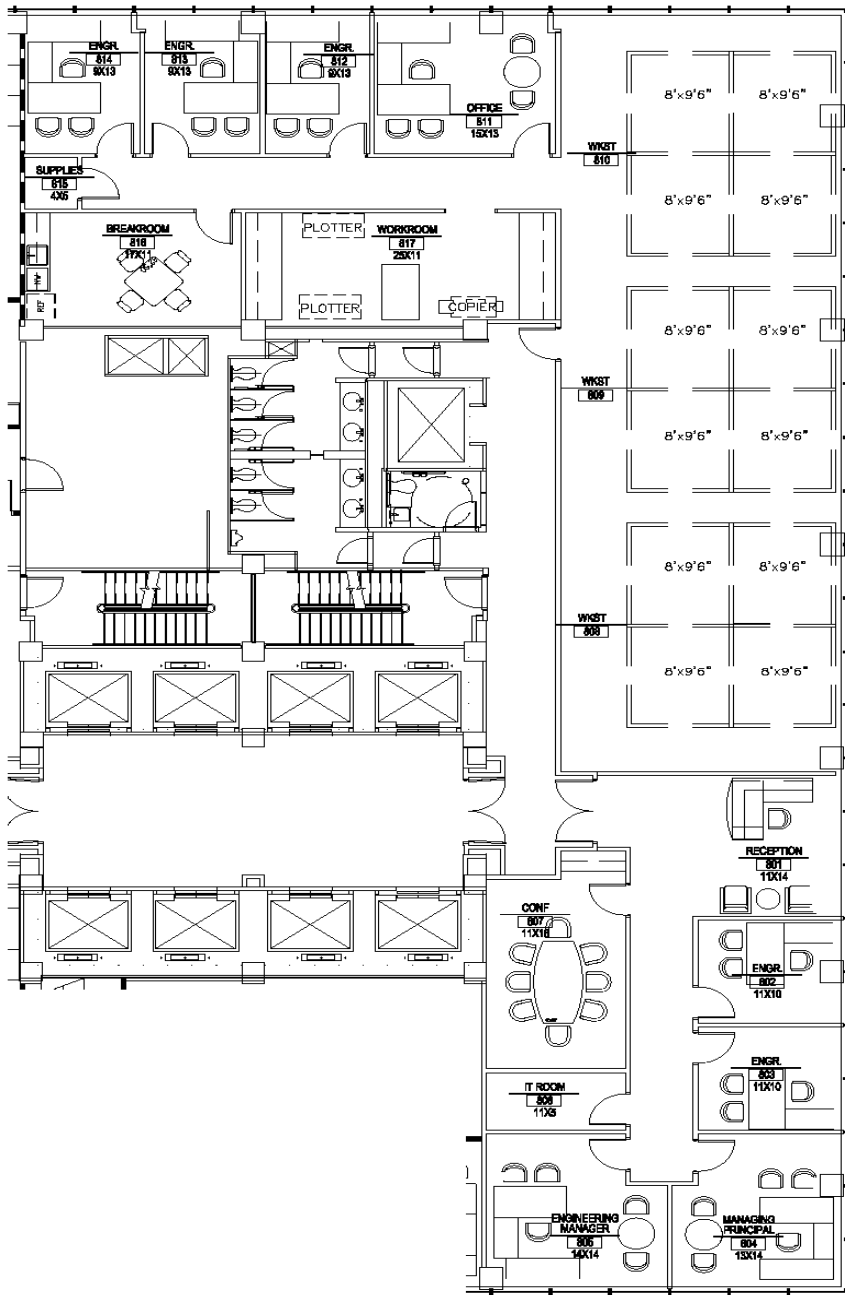 ENGR.
814
9X13
ENGR.
813
9X13
ENGR.
812
9X13
OFFICE
811
15X13
8'x9'6" 8'x9'6"
WKST
810
SUPPLIES
815
4X5
8'x9'6" 8'x9'6"
BREAKROOM
816
17X11
PLOTTER
WORKROOM
817
25X11
REF
PLOTTER
COPIER
8'x9'6" 8'x9'6"
WKST
809
8'x9'6" 8'x9'6"
8'x9'6" 8'x9'6"
WKST
808
8'x9'6" 8'x9'6"
RECEPTION
801
11X14
CONF
807
11X18
ENGR.
802
11X10
ENGR.
803
11X10
IT ROOM
806
11X5
ENGINEERING
MANAGER
805
14X14
MANAGING
PRINCIPAL
804
13X14